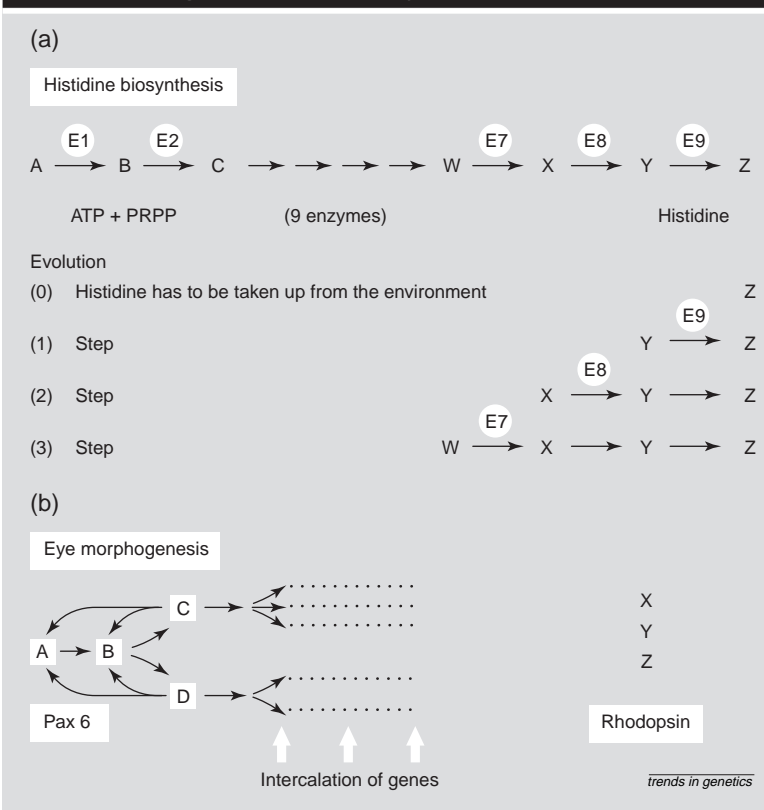 (a)
Histidine biosynthesis
E1 E2 E7 E8 E9
A B C W X Y Z
ATP + PRPP (9 enzymes) Histidine
Evolution
(0) Histidine has to be taken up from the environment Z
E9
(1) Step Y Z
E8
(2) Step X Y Z
E7
(3) Step W X Y Z
(b)
Eye morphogenesis
C
A B
D
X
Y
Z
Pax 6
Rhodopsin
Intercalation of genes
trends in genetics